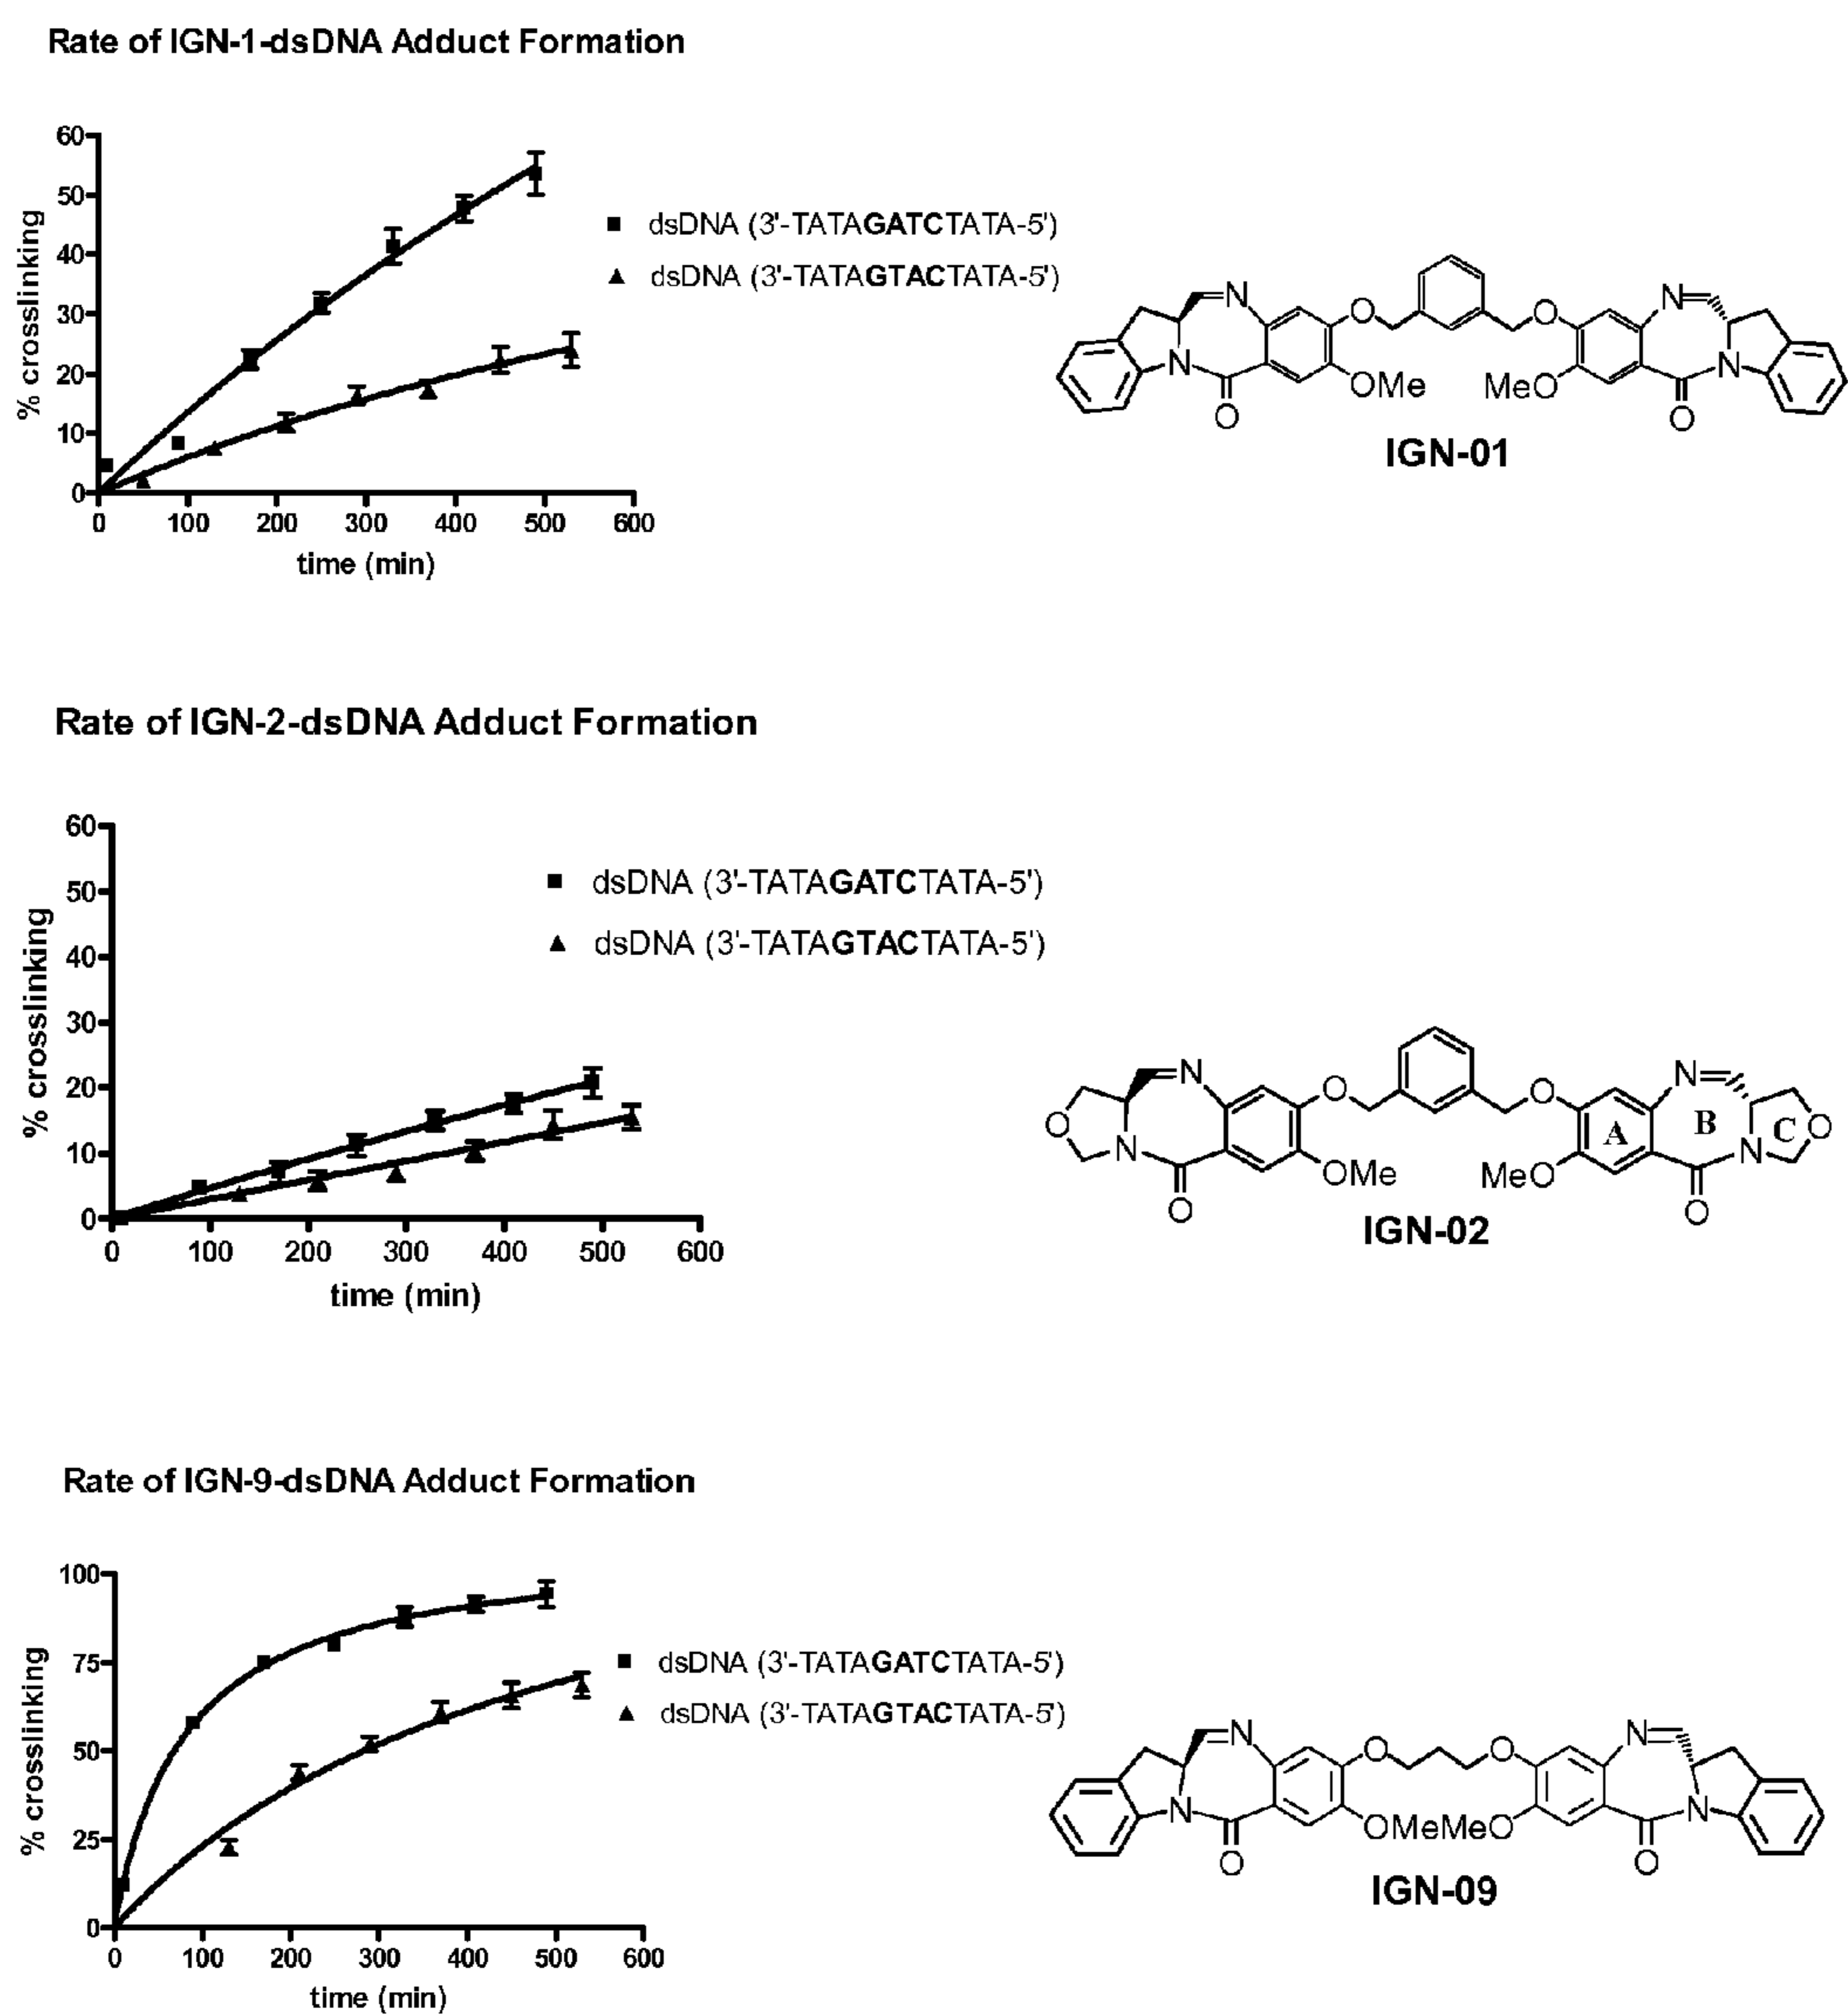 Rate of IGN-1-dsDNA Adduct Formation
60
50
40
30
20
10
0
% crosslinking
0 100 200 300 400 500 600
time (min)
dsDNA (3'-TATAGATCTATA-5')
dsDNA (3'-TATAGTACTATA-5')
N O O N
N OMe MeO N
O O
IGN-01
Rate of IGN-2-dsDNA Adduct Formation
60
50
40
30
20
10
0
% crosslinking
0 100 200 300 400 500 600
time (min)
dsDNA (3'-TATAGATCTATA-5')
dsDNA (3'-TATAGTACTATA-5')
N O O N
O A B C O
N OMe MeO N
O O
IGN-02
Rate of IGN-9-dsDNA Adduct Formation
100
75
50
25
0
% crosslinking
0 100 200 300 400 500 600
time (min)
dsDNA (3'-TATAGATCTATA-5')
dsDNA (3'-TATAGTACTATA-5')
N O O N
N OMeMeO N
O O
IGN-09